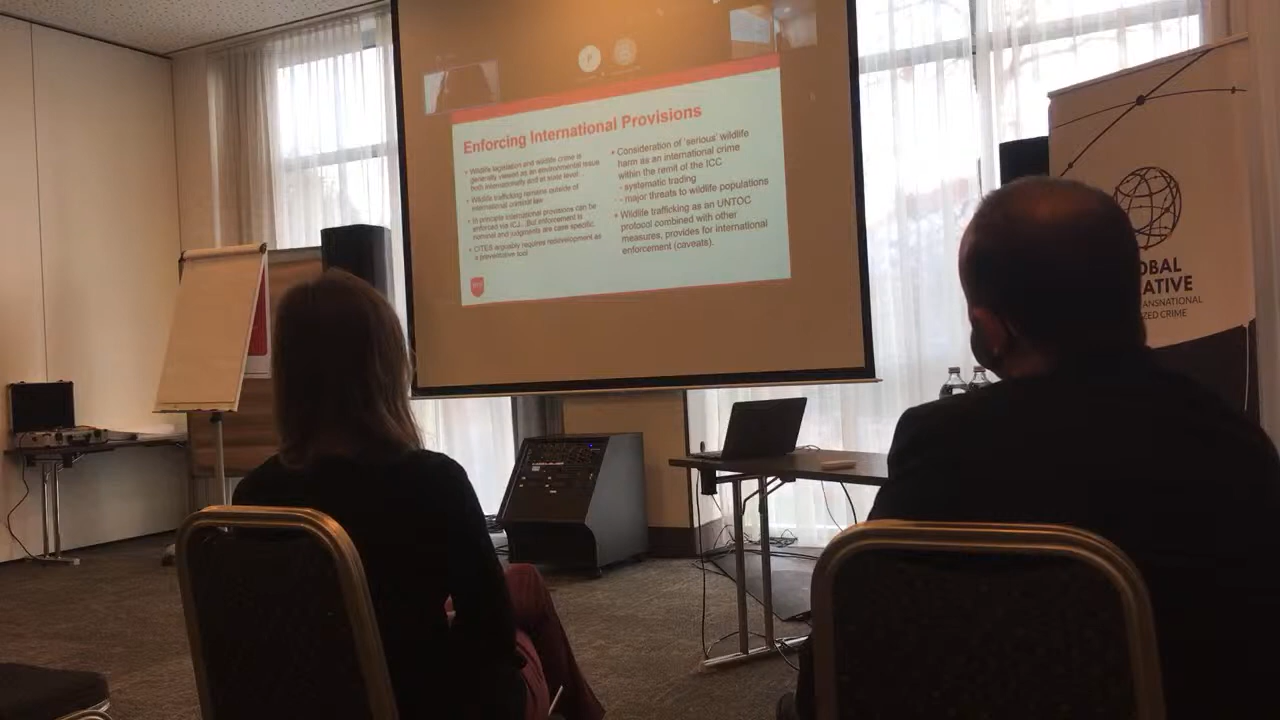 Enforcing International Provisions
• Wildlife legislation and wildlife crime is
generally viewed as an environmental issue
both internationally and at state level
• Wildlife trafficking remains outside of
international criminal law
• In principle international provisions can be
enforced via ICJ. But enforcement is
national and judgments are case specific.
• CITES arguably requires redevelopment as
a preventative tool
• Consideration of 'serious' wildlife
harm as an international crime
within the remit of the ICC
- systematic trading
- major threats to wildlife populations
• Wildlife trafficking as an UNTOC
protocol combined with other
measures, provides for international
enforcement (caveats).
OBAL
ATIVE
ANSNATIONAL
ZED CRIME